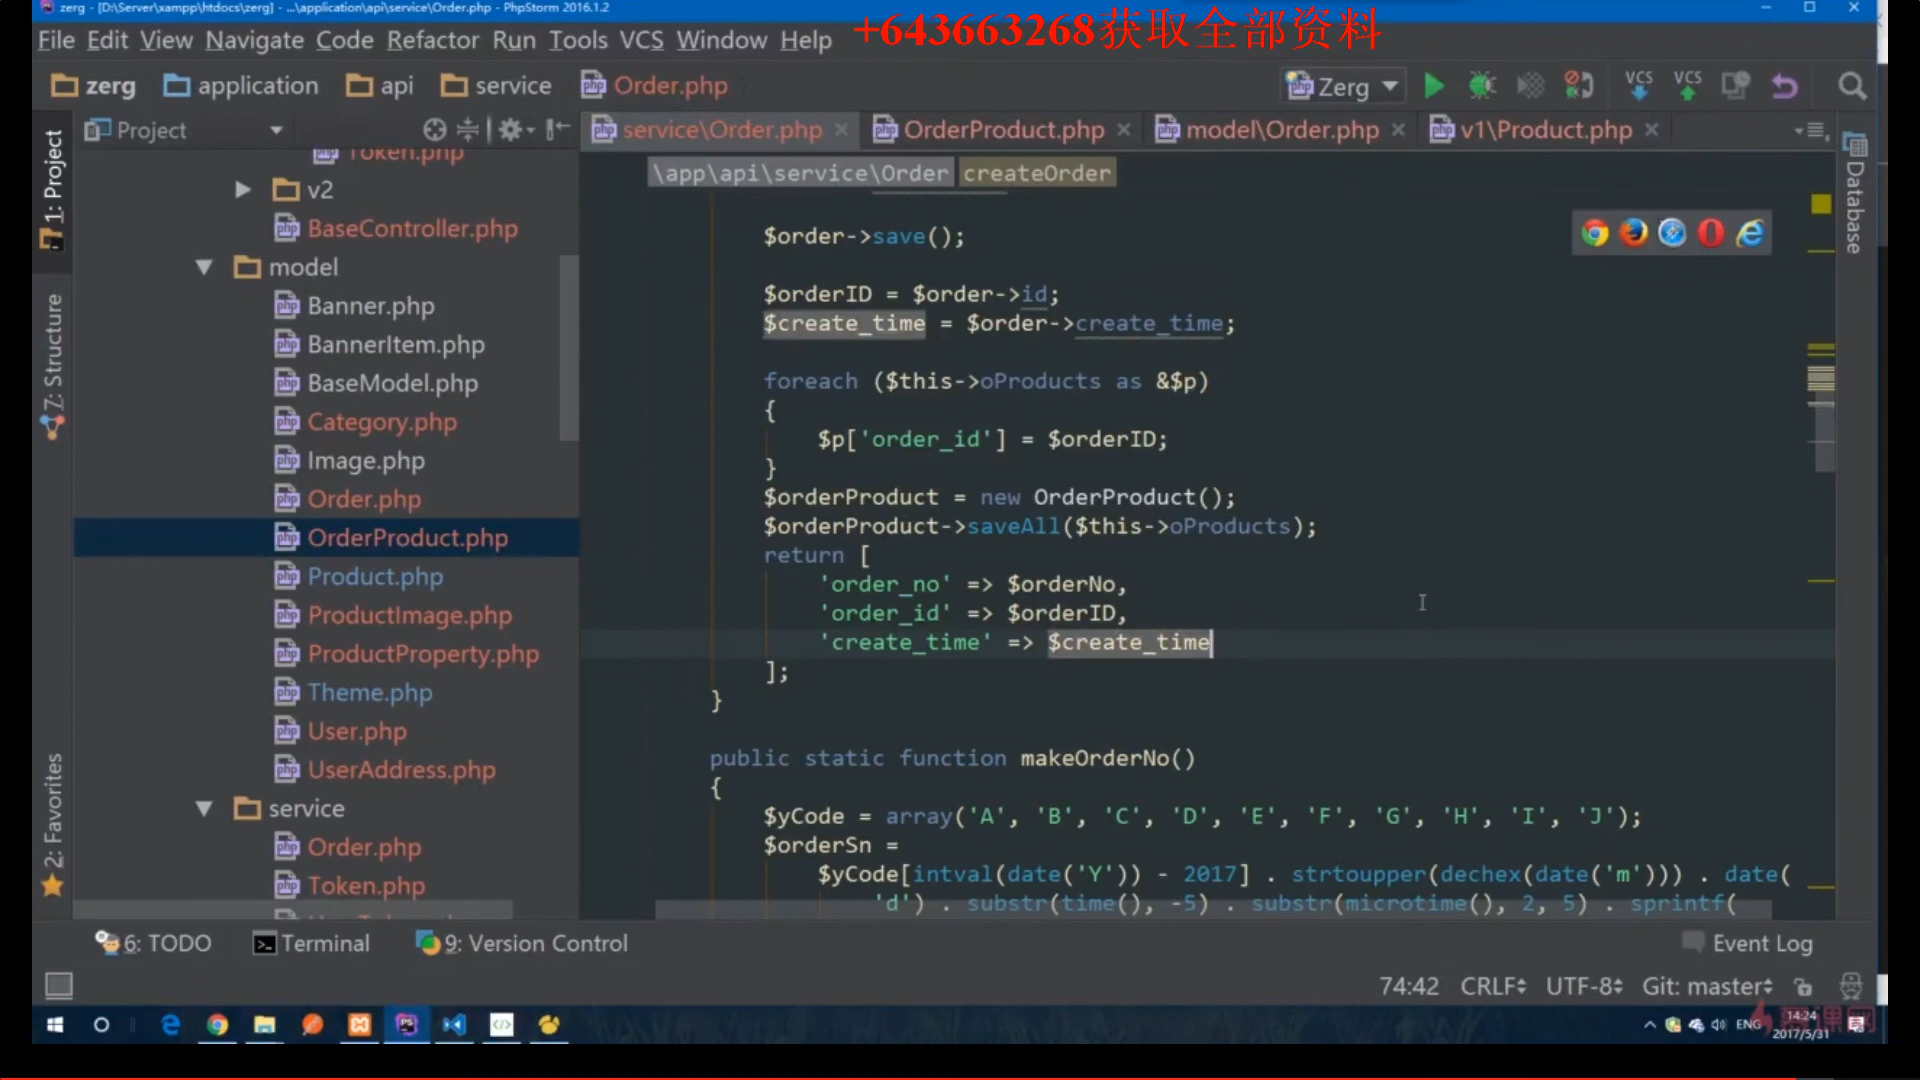 zerg - [D:\Server\xampp\htdocs\zerg] - ...\application\api\service\Order.php - PhpStorm 2016.1.2
+643663268获取全部资料
File Edit View Navigate Code Refactor Run Tools VCS Window Help
zerg application api service Order.php
Zerg VCS VCS
Project
service\Order.php OrderProduct.php model\Order.php v1\Product.php
1: Project
Z: Structure
2: Favorites
Database
Token.php
v2
BaseController.php
model
Banner.php
BannerItem.php
BaseModel.php
Category.php
Image.php
Order.php
OrderProduct.php
Product.php
ProductImage.php
ProductProperty.php
Theme.php
User.php
UserAddress.php
service
Order.php
Token.php
\app\api\service\Order createOrder
$order->save();
$orderID = $order->id;
$create_time = $order->create_time;
foreach ($this->oProducts as &$p)
{
$p['order_id'] = $orderID;
}
$orderProduct = new OrderProduct();
$orderProduct->saveAll($this->oProducts);
return [
'order_no' => $orderNo,
'order_id' => $orderID,
'create_time' => $create_time
];
}
public static function makeOrderNo()
{
$yCode = array('A', 'B', 'C', 'D', 'E', 'F', 'G', 'H', 'I', 'J');
$orderSn =
$yCode[intval(date('Y')) - 2017] . strtoupper(dechex(date('m'))) . date(
'd') . substr(time(), -5) . substr(microtime(), 2, 5) . sprintf(
6: TODO Terminal 9: Version Control Event Log
74:42 CRLF UTF-8 Git: master
ENG 14:24
2017/5/31